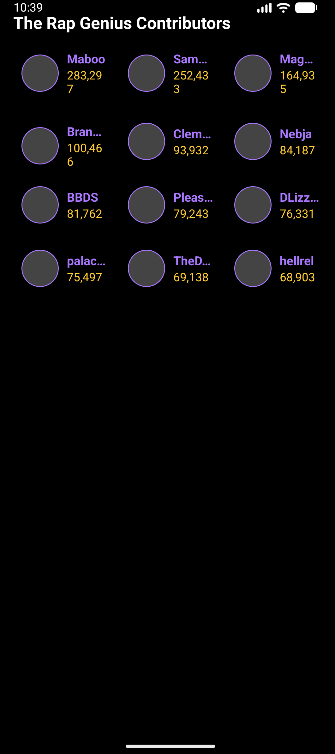 10:39
The Rap Genius Contributors
Maboo
283,29
7
Sam...
252,43
3
Mag...
164,93
5
Bran...
100,46
6
Clem...
93,932
Nebja
84,187
BBDS
81,762
Pleas...
79,243
DLizz...
76,331
palac...
75,497
TheD...
69,138
hellrel
68,903